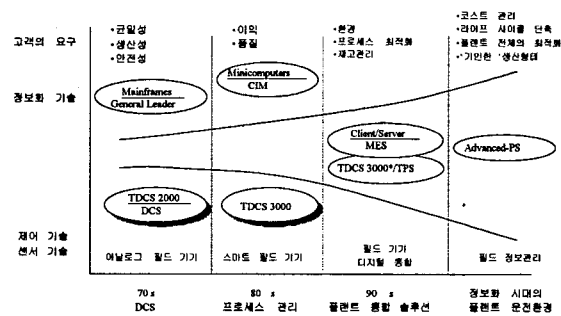 고객의 요구
•균일성
•생산성
•안전성
•이익
•품질
•환경
•프로세스 최적화
•재고관리
•코스트 관리
•라이프 사이클 단축
•플랜트 전체의 최적화
•기민한 생산형태
정보화 기술
Mainframes
General Leader
Minicomputars
CIM
Client/Server
MES
TDCS 3000*/TPS
Advanced-PS
TDCS 2000
DCS
TDCS 3000
제어 기술
센서 기술
아날로그 필드 기기
스마트 필드 기기
필드 기기
디지털 통합
필드 정보관리
70 s
DCS
80 s
프로세스 관리
90 s
플랜트 통합 솔루션
정보화 시대의
플랜트 운전환경